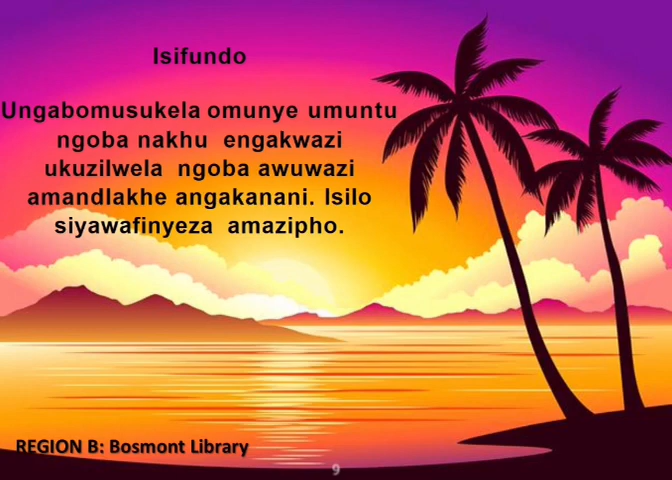 Isifundo
Ungabomusukela omunye umuntu
ngoba nakhu engakwazi
ukuzilwela ngoba awuwazi
amandlakhe angakanani. Isilo
siyawafinyeza amazipho.
REGION B: Bosmont Library
9